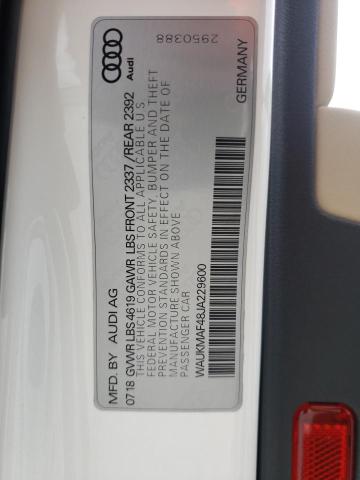 MFD. BY AUDI AG
0718 GVWR LBS 4619 GAWR LBS FRONT 2337 /REAR 2392
THIS VEHICLE CONFORMS TO ALL APPLICABLE U S
FEDERAL MOTOR VEHICLE SAFETY, BUMPER AND THEFT
PREVENTION STANDARDS IN EFFECT ON THE DATE OF
MANUFACTURE SHOWN ABOVE
PASSENGER CAR
WAUKMAF48JA229600
Audi
2950388
GERMANY